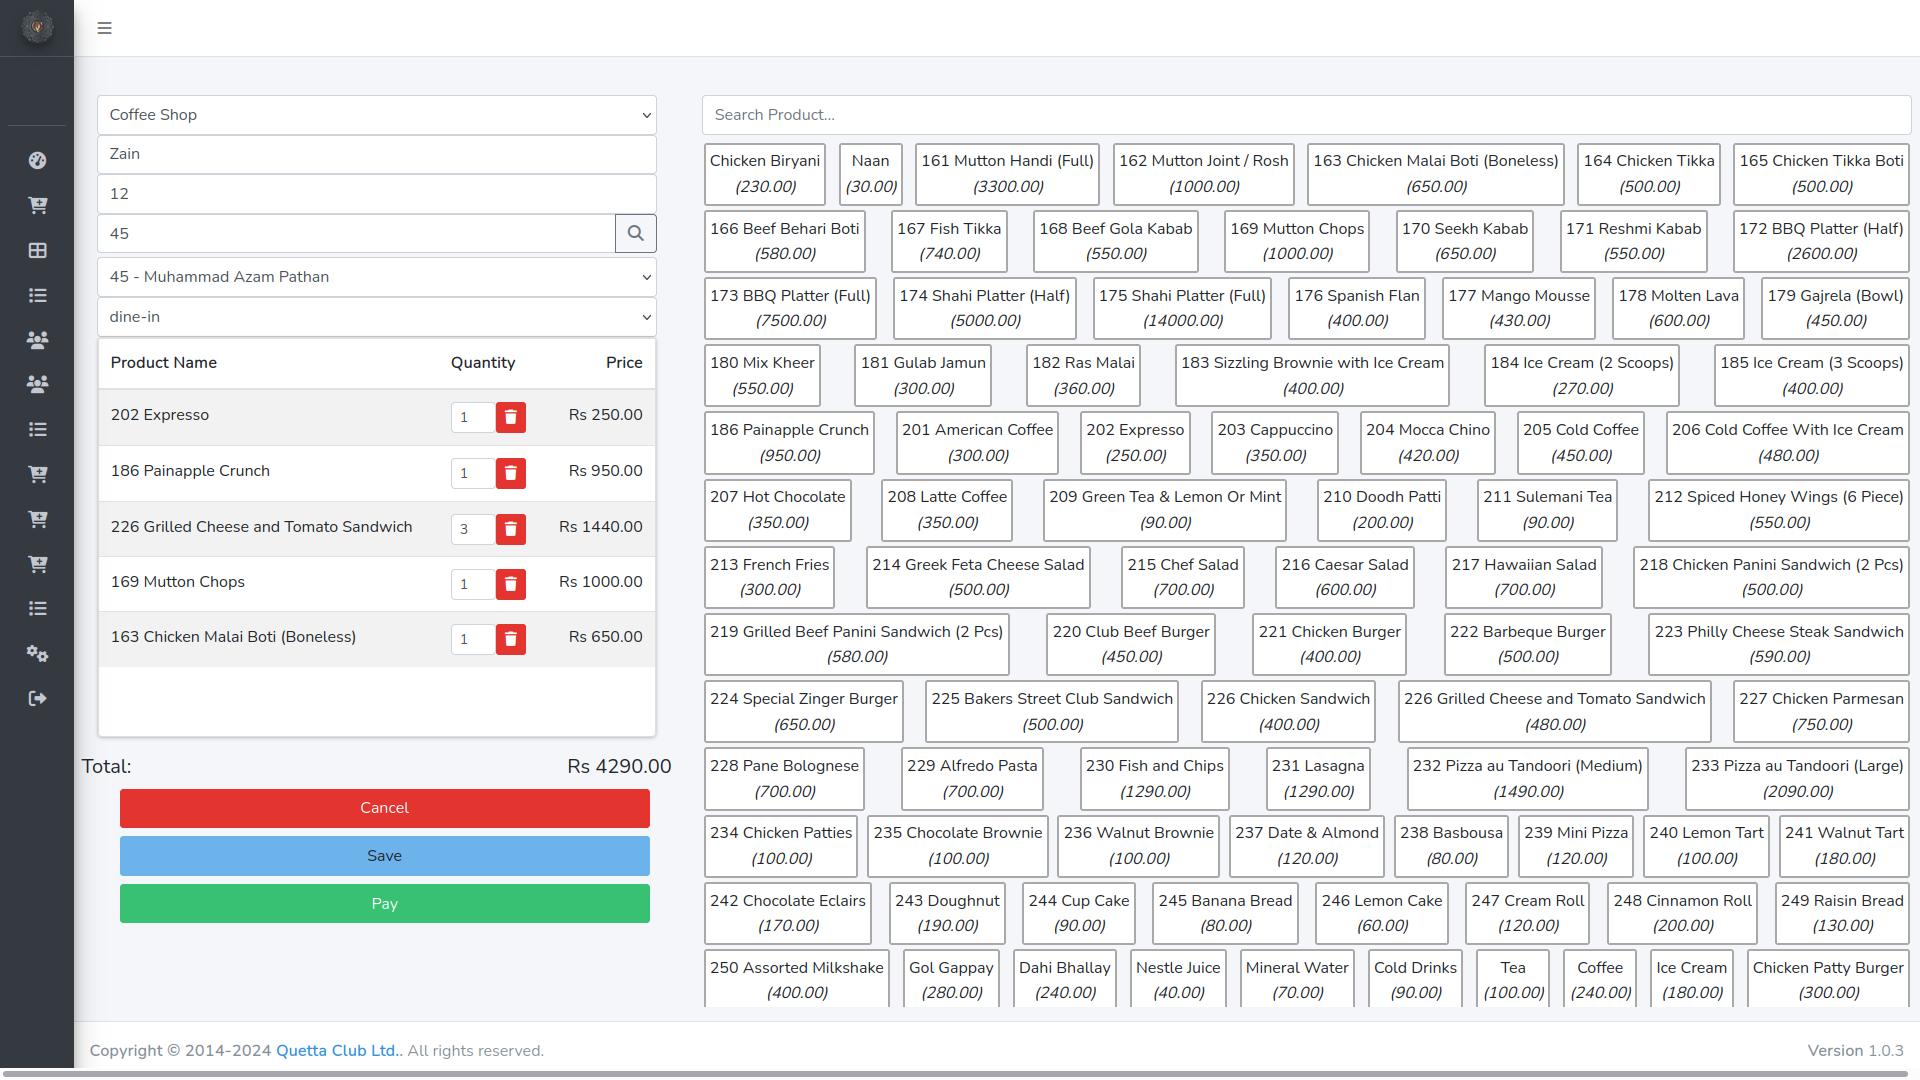 Coffee Shop
Zain
12
45
45 - Muhammad Azam Pathan
dine-in
Product Name Quantity Price
202 Expresso 1 Rs 250.00
186 Painapple Crunch 1 Rs 950.00
226 Grilled Cheese and Tomato Sandwich 3 Rs 1440.00
169 Mutton Chops 1 Rs 1000.00
163 Chicken Malai Boti (Boneless) 1 Rs 650.00
Total: Rs 4290.00
Cancel
Save
Pay
Search Product...
Chicken Biryani Naan 161 Mutton Handi (Full) 162 Mutton Joint / Rosh 163 Chicken Malai Boti (Boneless) 164 Chicken Tikka 165 Chicken Tikka Boti
(230.00) (30.00) (3300.00) (1000.00) (650.00) (500.00) (500.00)
166 Beef Behari Boti 167 Fish Tikka 168 Beef Gola Kabab 169 Mutton Chops 170 Seekh Kabab 171 Reshmi Kabab 172 BBQ Platter (Half)
(580.00) (740.00) (550.00) (1000.00) (650.00) (550.00) (2600.00)
173 BBQ Platter (Full) 174 Shahi Platter (Half) 175 Shahi Platter (Full) 176 Spanish Flan 177 Mango Mousse 178 Molten Lava 179 Gajrela (Bowl)
(7500.00) (5000.00) (14000.00) (400.00) (430.00) (600.00) (450.00)
180 Mix Kheer 181 Gulab Jamun 182 Ras Malai 183 Sizzling Brownie with Ice Cream 184 Ice Cream (2 Scoops) 185 Ice Cream (3 Scoops)
(550.00) (300.00) (360.00) (400.00) (270.00) (400.00)
186 Painapple Crunch 201 American Coffee 202 Expresso 203 Cappuccino 204 Mocca Chino 205 Cold Coffee 206 Cold Coffee With Ice Cream
(950.00) (300.00) (250.00) (350.00) (420.00) (450.00) (480.00)
207 Hot Chocolate 208 Latte Coffee 209 Green Tea & Lemon Or Mint 210 Doodh Patti 211 Sulemani Tea 212 Spiced Honey Wings (6 Piece)
(350.00) (350.00) (90.00) (200.00) (90.00) (550.00)
213 French Fries 214 Greek Feta Cheese Salad 215 Chef Salad 216 Caesar Salad 217 Hawaiian Salad 218 Chicken Panini Sandwich (2 Pcs)
(300.00) (500.00) (700.00) (600.00) (700.00) (500.00)
219 Grilled Beef Panini Sandwich (2 Pcs) 220 Club Beef Burger 221 Chicken Burger 222 Barbeque Burger 223 Philly Cheese Steak Sandwich
(580.00) (450.00) (400.00) (500.00) (590.00)
224 Special Zinger Burger 225 Bakers Street Club Sandwich 226 Chicken Sandwich 226 Grilled Cheese and Tomato Sandwich 227 Chicken Parmesan
(650.00) (500.00) (400.00) (480.00) (750.00)
228 Pane Bolognese 229 Alfredo Pasta 230 Fish and Chips 231 Lasagna 232 Pizza au Tandoori (Medium) 233 Pizza au Tandoori (Large)
(700.00) (700.00) (1290.00) (1290.00) (1490.00) (2090.00)
234 Chicken Patties 235 Chocolate Brownie 236 Walnut Brownie 237 Date & Almond 238 Basbousa 239 Mini Pizza 240 Lemon Tart 241 Walnut Tart
(100.00) (100.00) (100.00) (120.00) (80.00) (120.00) (100.00) (180.00)
242 Chocolate Eclairs 243 Doughnut 244 Cup Cake 245 Banana Bread 246 Lemon Cake 247 Cream Roll 248 Cinnamon Roll 249 Raisin Bread
(170.00) (190.00) (90.00) (80.00) (60.00) (120.00) (200.00) (130.00)
250 Assorted Milkshake Gol Gappay Dahi Bhallay Nestle Juice Mineral Water Cold Drinks Tea Coffee Ice Cream Chicken Patty Burger
(400.00) (280.00) (240.00) (40.00) (70.00) (90.00) (100.00) (240.00) (180.00) (300.00)
Copyright © 2014-2024 Quetta Club Ltd.. All rights reserved. Version 1.0.3